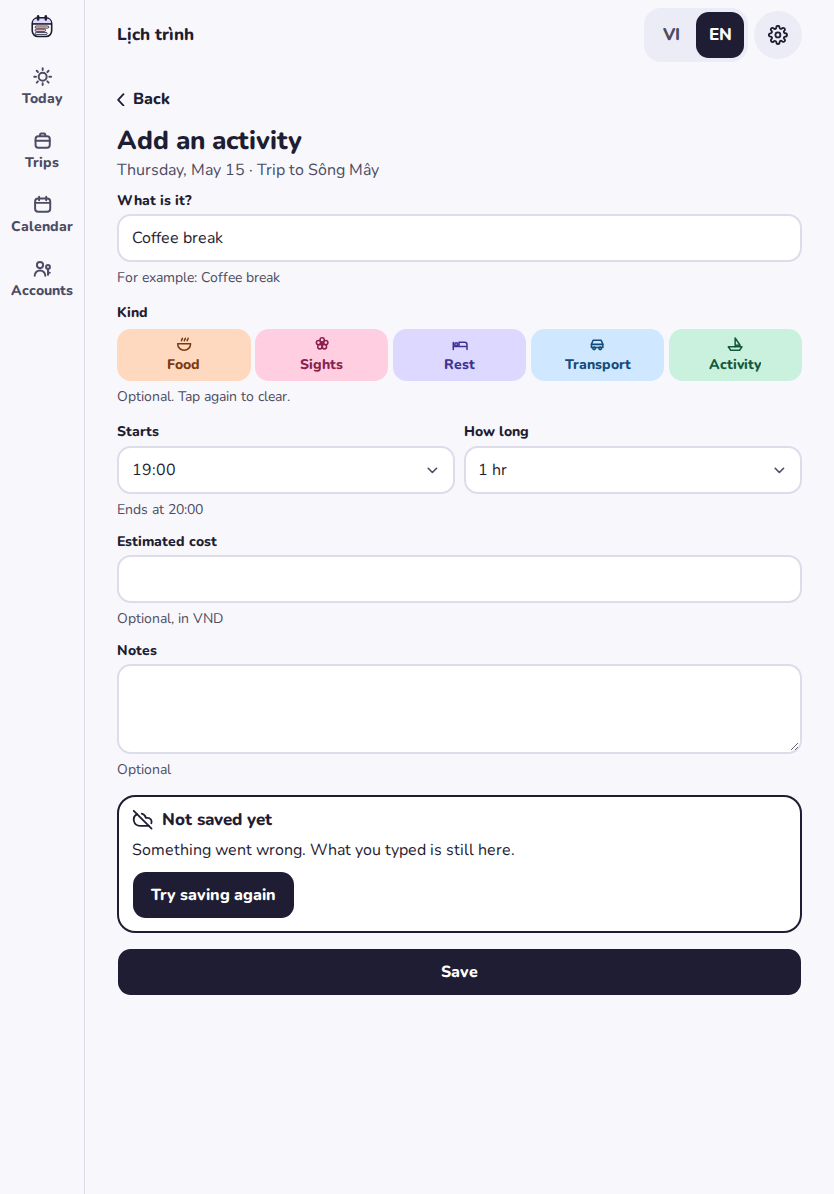 Lịch trình
VI
EN
Today
Trips
Calendar
Accounts
Back
Add an activity
Thursday, May 15 · Trip to Sông Mây
What is it?
Coffee break
For example: Coffee break
Kind
Food
Sights
Rest
Transport
Activity
Optional. Tap again to clear.
Starts
How long
19:00
1 hr
Ends at 20:00
Estimated cost
Optional, in VND
Notes
Optional
Not saved yet
Something went wrong. What you typed is still here.
Try saving again
Save